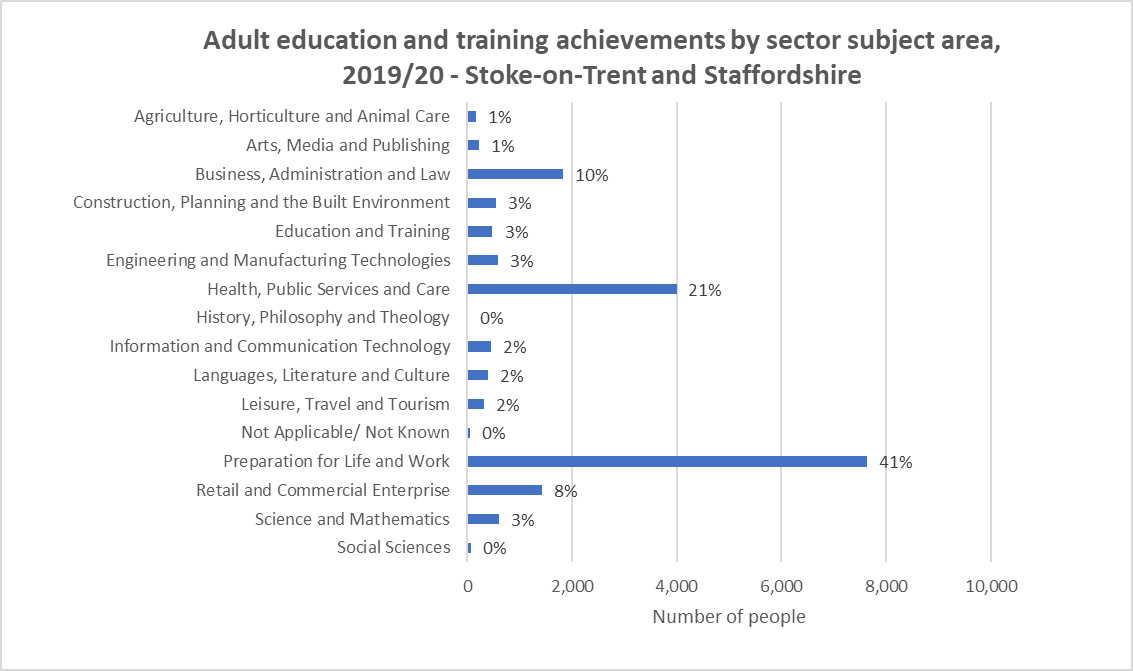 Adult education and training achievements by sector subject area,
2019/20 - Stoke-on-Trent and Staffordshire
Agriculture, Horticulture and Animal Care 1%
Arts, Media and Publishing 1%
Business, Administration and Law 10%
Construction, Planning and the Built Environment 3%
Education and Training 3%
Engineering and Manufacturing Technologies 3%
Health, Public Services and Care 21%
History, Philosophy and Theology 0%
Information and Communication Technology 2%
Languages, Literature and Culture 2%
Leisure, Travel and Tourism 2%
Not Applicable/ Not Known 0%
Preparation for Life and Work 41%
Retail and Commercial Enterprise 8%
Science and Mathematics 3%
Social Sciences 0%
0 2,000 4,000 6,000 8,000 10,000
Number of people